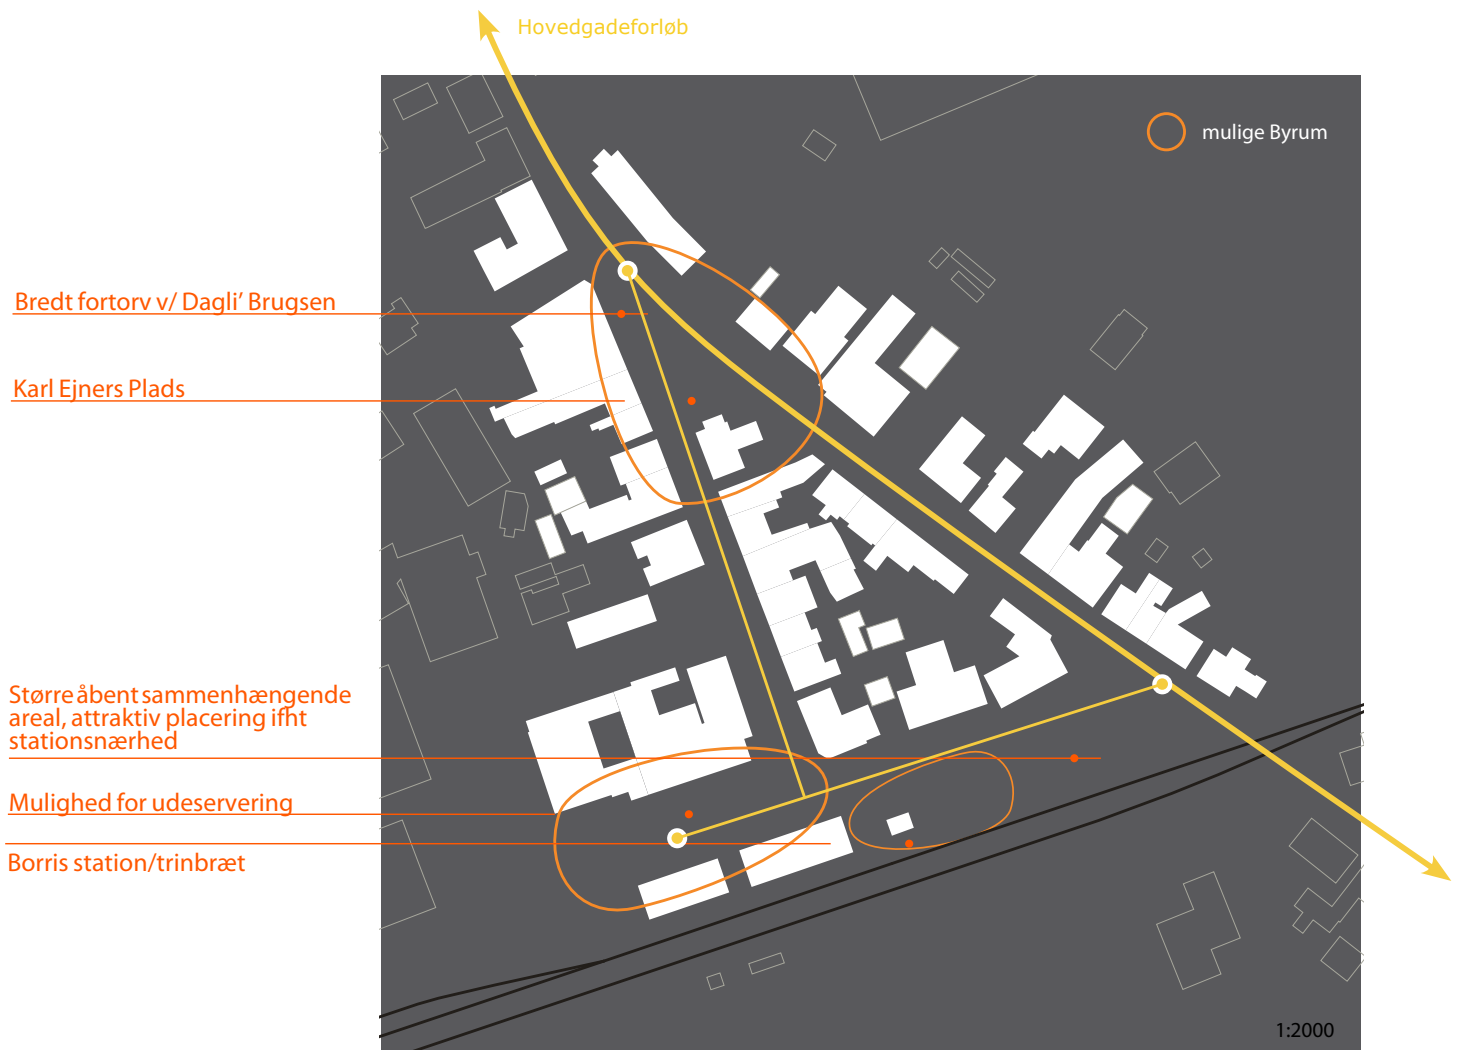 Hovedgadeforløb
mulige Byrum
Bredt fortorv v/ Dagli' Brugsen
Karl Ejners Plads
Større åbent sammenhængende
areal, attraktiv placering ifht
stationsnærhed
Mulighed for udeservering
Borris station/trinbræt
1:2000